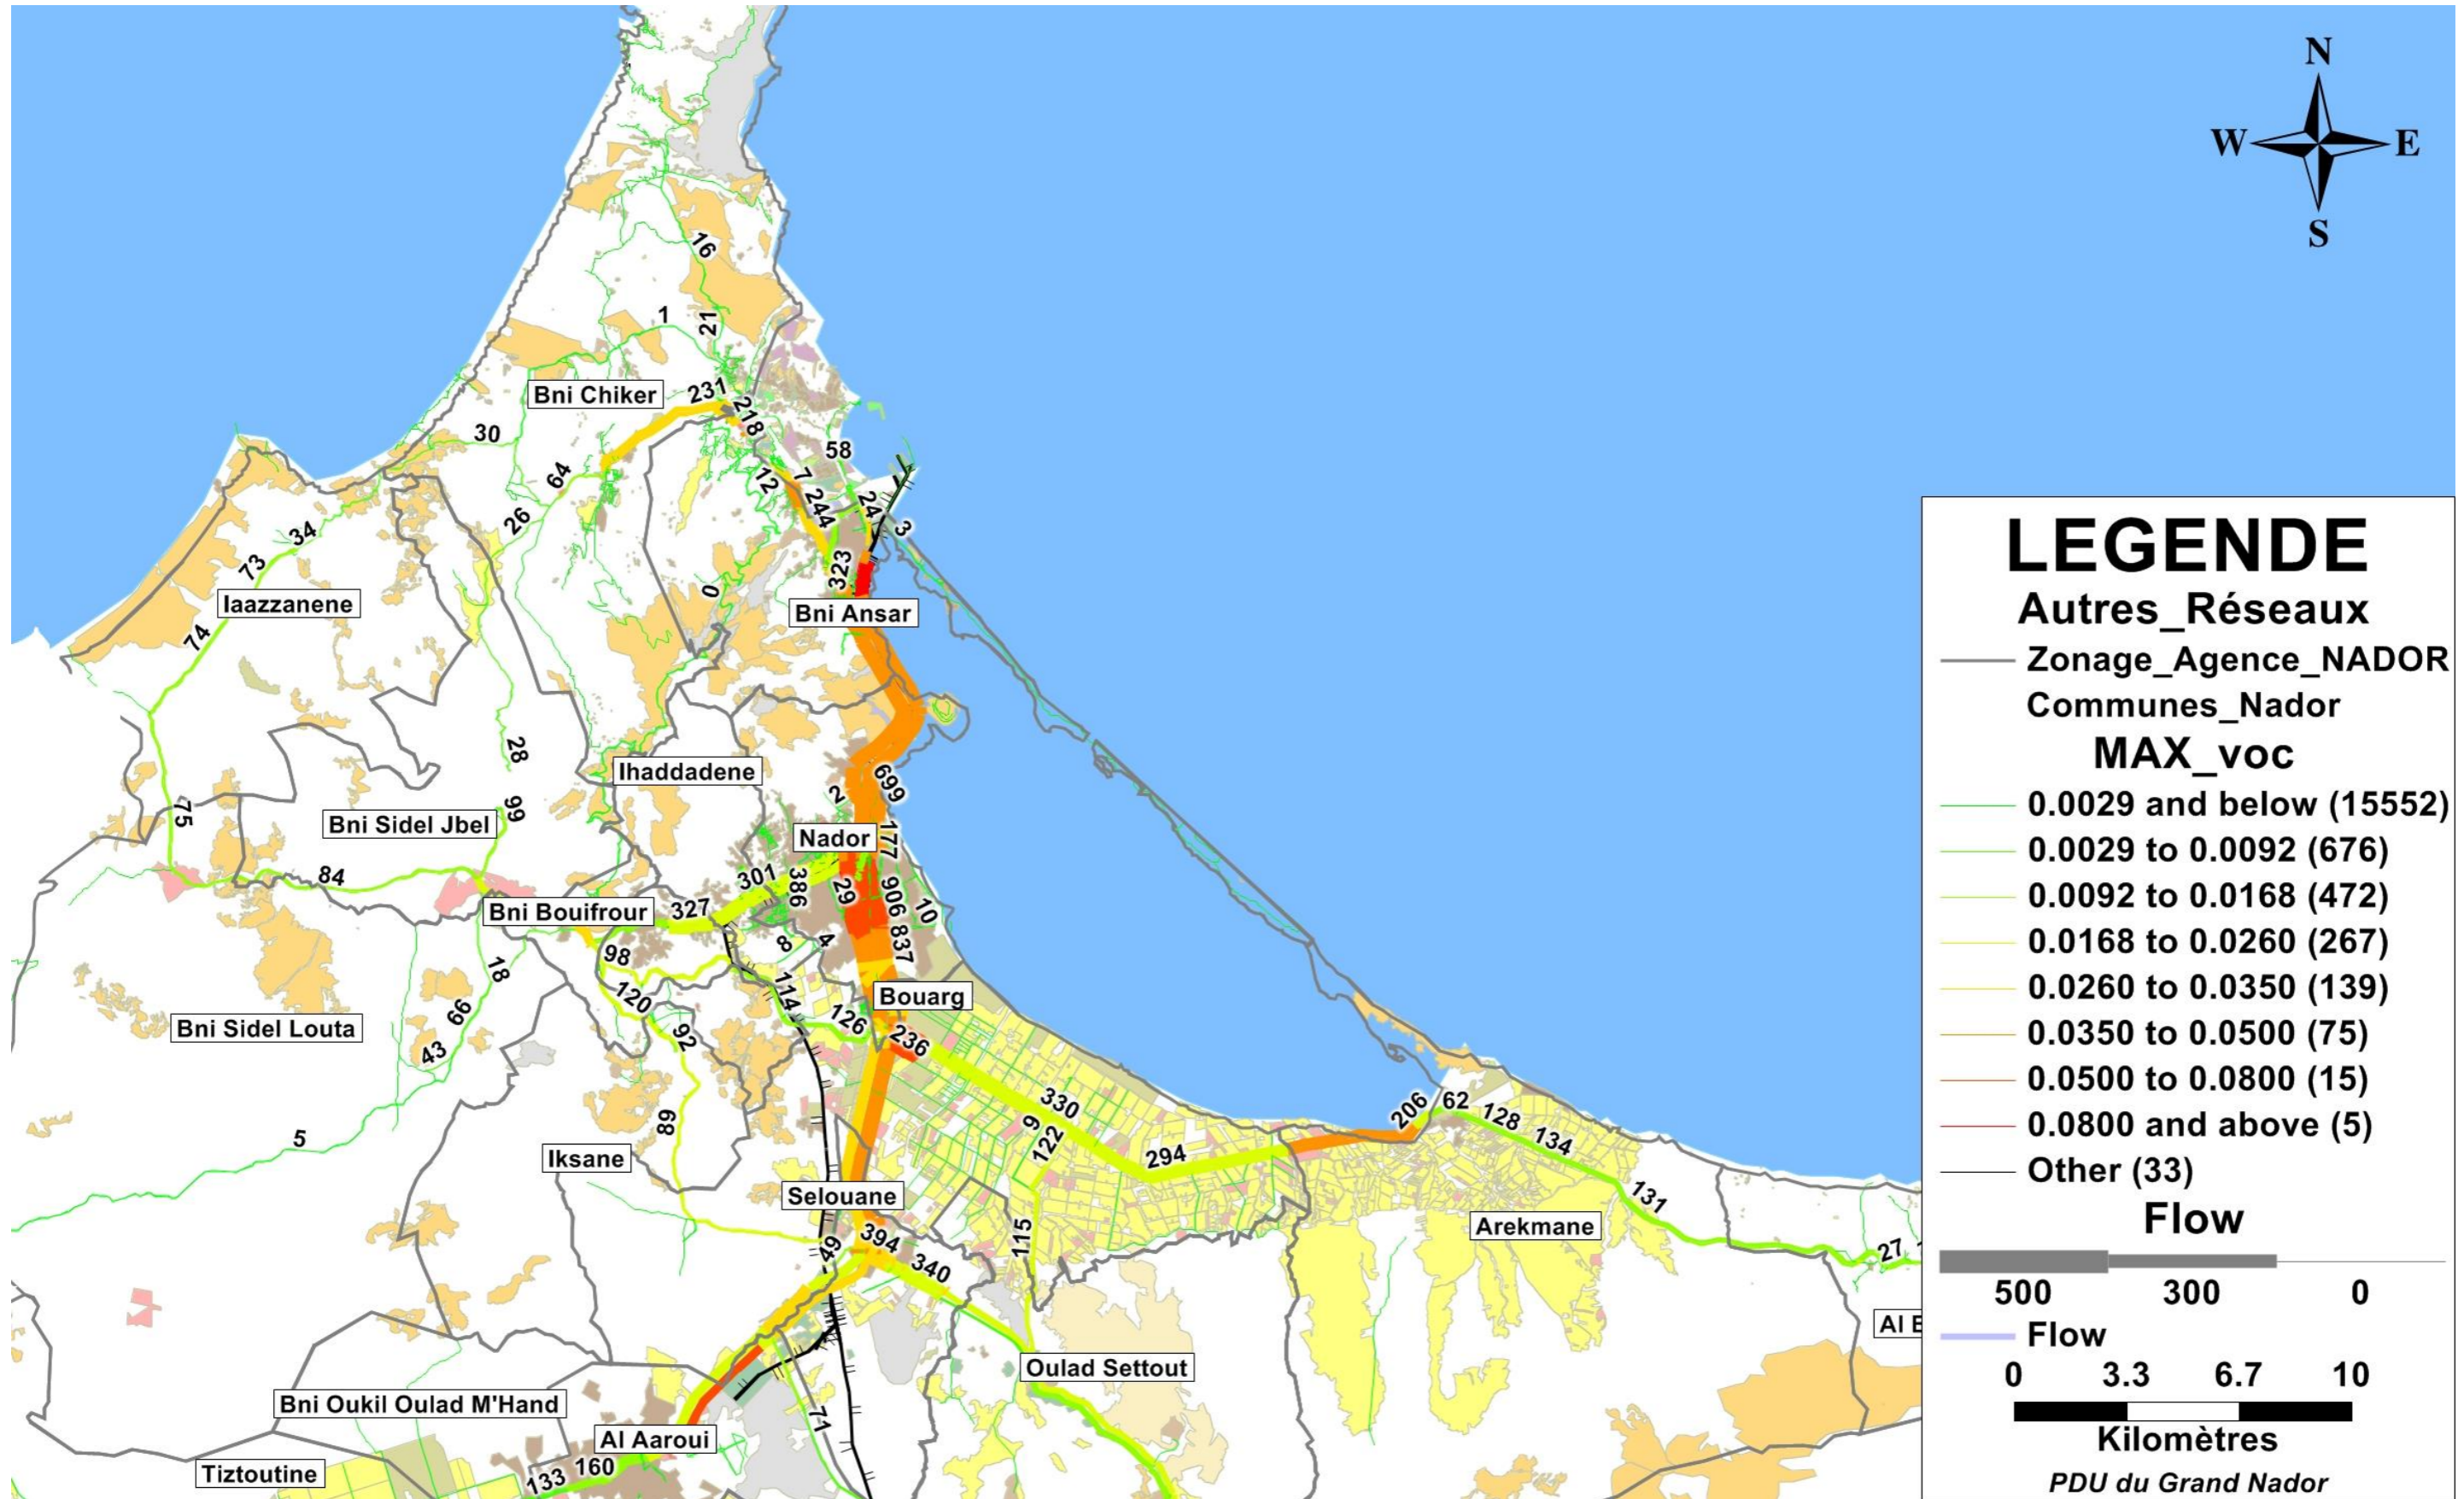 N
W E
S
16
1
21
Bni Chiker
231
218
30
58
64
7
12
244
24
26
3
34
323
73
0
Iaazzanene
Bni Ansar
74
28
Ihaddadene
699
2
75
99
Bni Sidel Jbel
Nador
177
84
301
386
29
906
10
Bni Bouifrour
327
8
4
837
98
18
114
120
Bouarg
66
126
Bni Sidel Louta
92
236
43
330
206
62
128
9
89
122
134
5
Iksane
294
Selouane
131
Arekmane
115
49
394
27
340
Al E
Oulad Settout
Bni Oukil Oulad M'Hand
71
Al Aaroui
Tiztoutine
133
160
LEGENDE
Autres_Réseaux
Zonage_Agence_NADOR
Communes_Nador
MAX_voc
0.0029 and below (15552)
0.0029 to 0.0092 (676)
0.0092 to 0.0168 (472)
0.0168 to 0.0260 (267)
0.0260 to 0.0350 (139)
0.0350 to 0.0500 (75)
0.0500 to 0.0800 (15)
0.0800 and above (5)
Other (33)
Flow
500 300 0
Flow
0 3.3 6.7 10
Kilomètres
PDU du Grand Nador